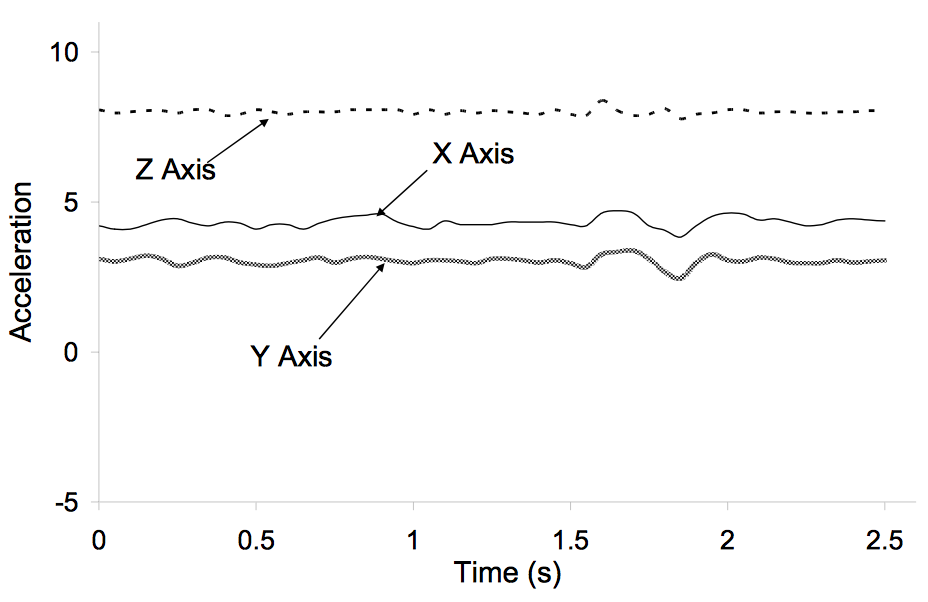 10
Z Axis
X Axis
5
Acceleration
Y Axis
0
-5
0 0.5 1 1.5 2 2.5
Time (s)